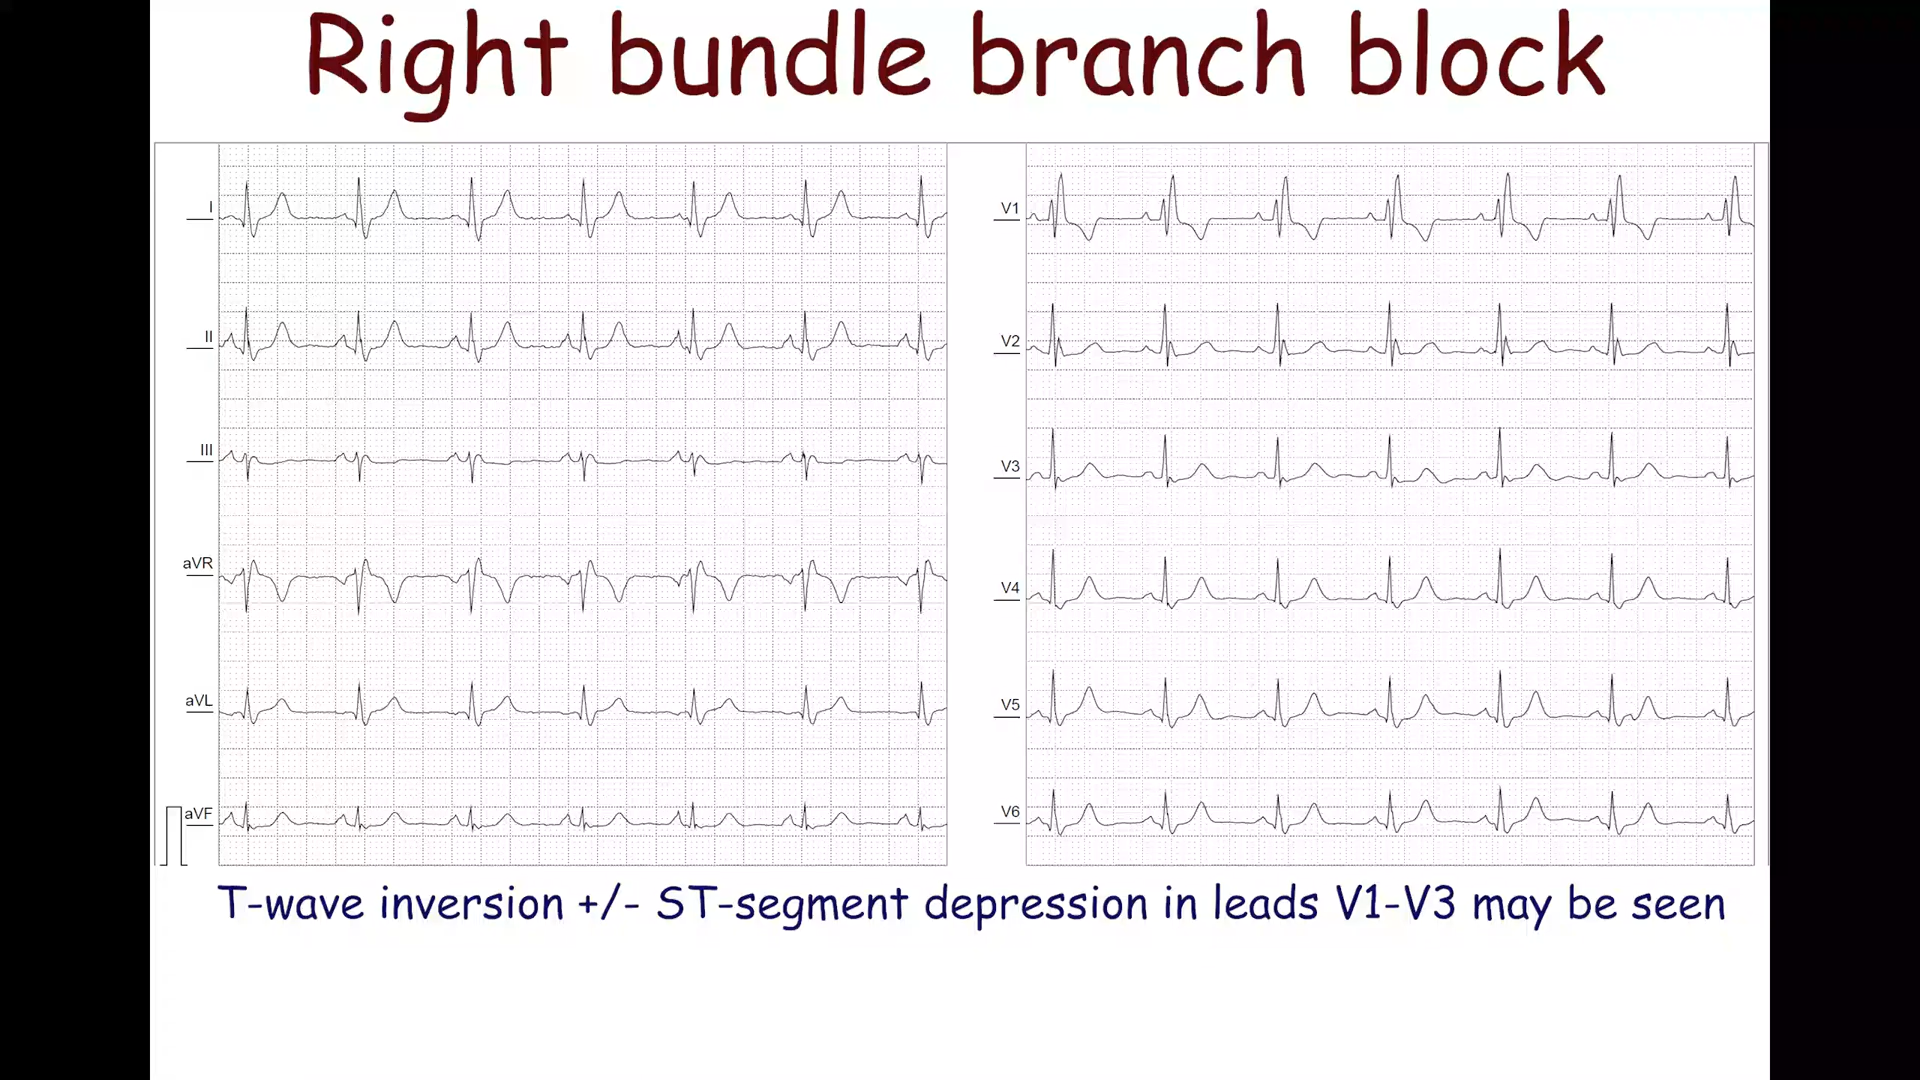 Right bundle branch block
I
II
III
aVR
aVL
aVF
V1
V2
V3
V4
V5
V6
T-wave inversion +/- ST-segment depression in leads V1-V3 may be seen